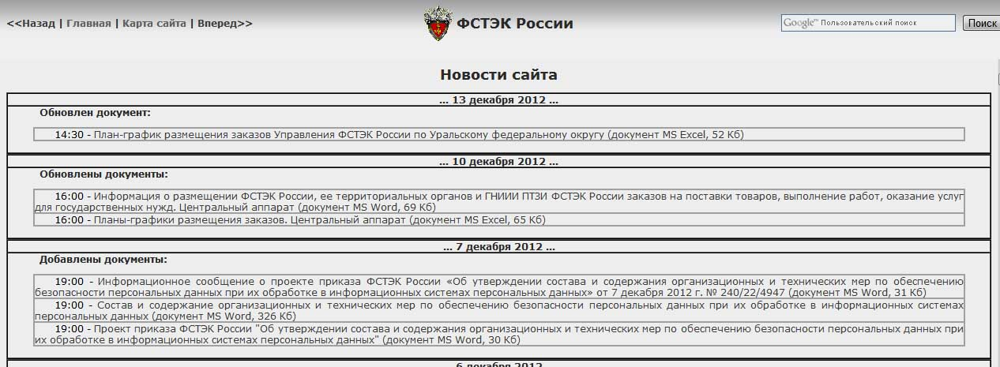 <<Назад | Главная | Карта сайта | Вперед>>
ФСТЭК России
Google™ Пользовательский поиск
Поиск
Новости сайта
... 13 декабря 2012 ...
Обновлен документ:
14:30 - План-график размещения заказов Управления ФСТЭК России по Уральскому федеральному округу (документ MS Excel, 52 Кб)
... 10 декабря 2012 ...
Обновлены документы:
16:00 - Информация о размещении ФСТЭК России, ее территориальных органов и ГНИИИ ПТЗИ ФСТЭК России заказов на поставки товаров, выполнение работ, оказание услуг
для государственных нужд. Центральный аппарат (документ MS Word, 69 Кб)
16:00 - Планы-графики размещения заказов. Центральный аппарат (документ MS Excel, 65 Кб)
... 7 декабря 2012 ...
Добавлены документы:
19:00 - Информационное сообщение о проекте приказа ФСТЭК России «Об утверждении состава и содержания организационных и технических мер по обеспечению
безопасности персональных данных при их обработке в информационных системах персональных данных» от 7 декабря 2012 г. № 240/22/4947 (документ MS Word, 31 Кб)
19:00 - Состав и содержание организационных и технических мер по обеспечению безопасности персональных данных при их обработке в информационных системах
персональных данных (документ MS Word, 326 Кб)
19:00 - Проект приказа ФСТЭК России "Об утверждении состава и содержания организационных и технических мер по обеспечению безопасности персональных данных при
их обработке в информационных системах персональных данных" (документ MS Word, 30 Кб)
6 декабря 2012